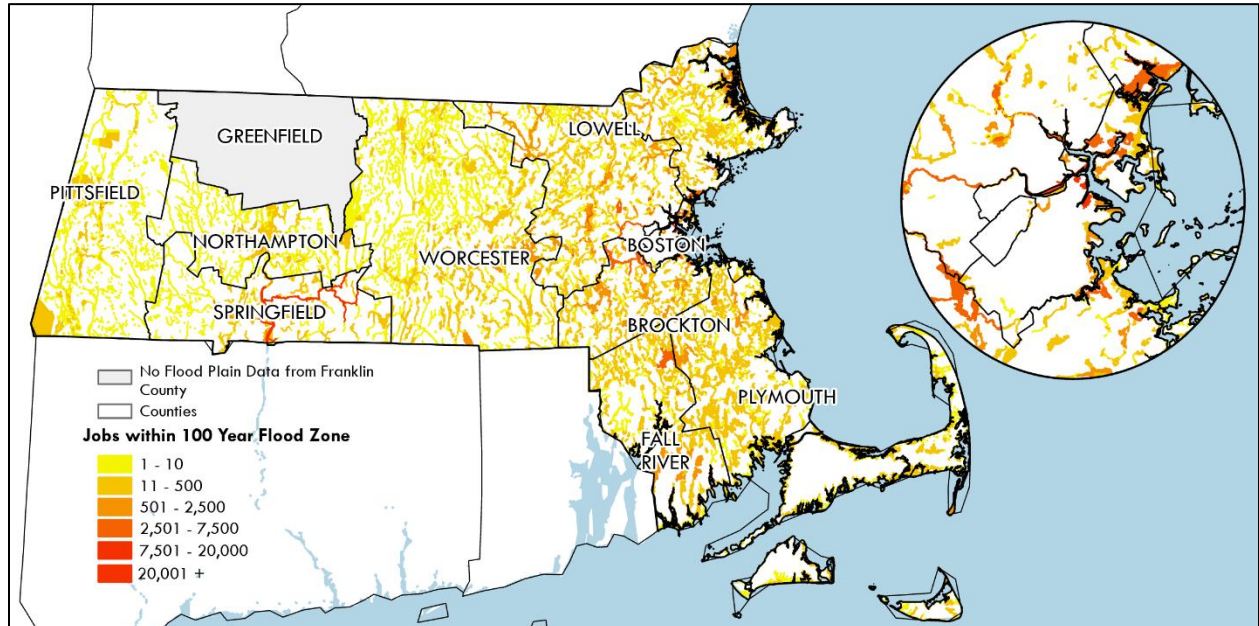 GREENFIELD
LOWELL
PITTSFIELD
NORTHAMPTON
WORCESTER
BOSTON
SPRINGFIELD
BROCKTON
PLYMOUTH
FALL
RIVER
No Flood Plain Data from Franklin
County
Counties
Jobs within 100 Year Flood Zone
1 - 10
11 - 500
501 - 2,500
2,501 - 7,500
7,501 - 20,000
20,001 +